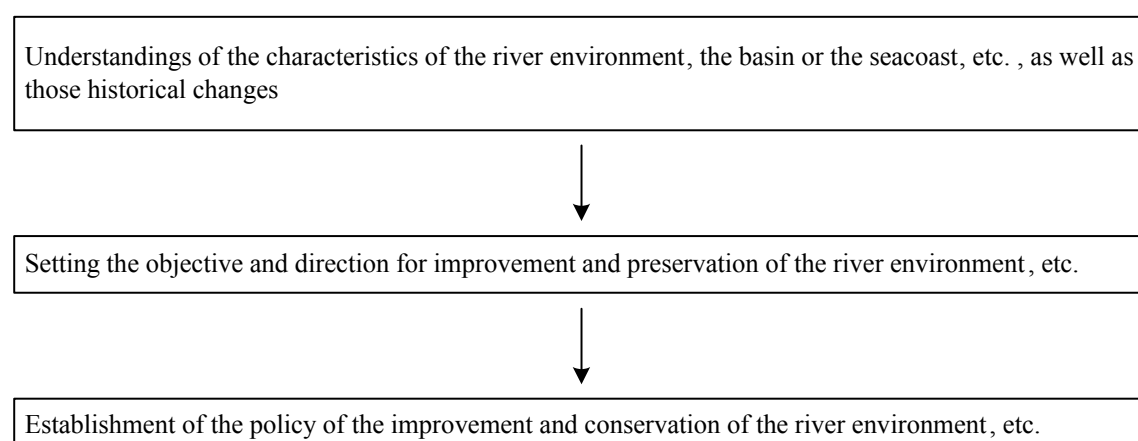 Understandings of the characteristics of the river environment, the basin or the seacoast, etc. , as well as
those historical changes
Setting the objective and direction for improvement and preservation of the river environment, etc.
Establishment of the policy of the improvement and conservation of the river environment, etc.